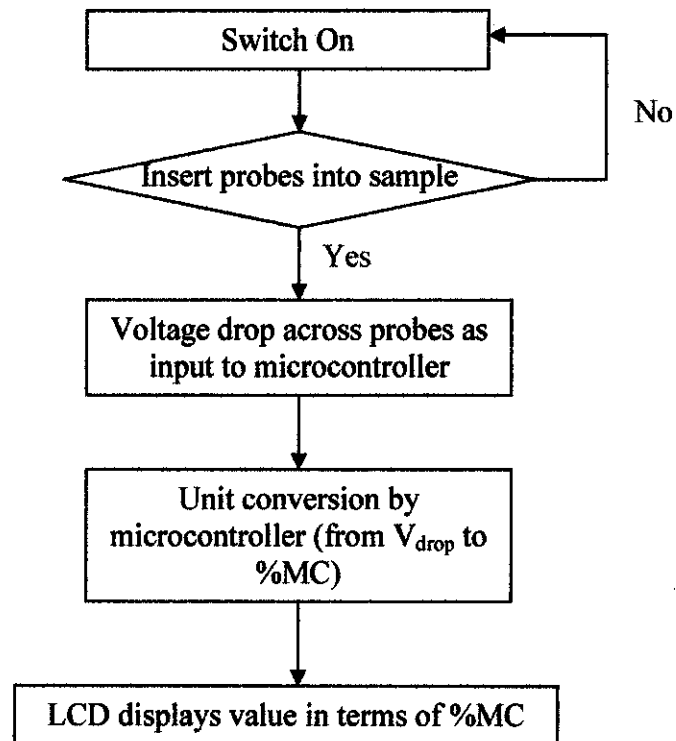 Switch On
No
Insert probes into sample
Yes
Voltage drop across probes as
input to microcontroller
Unit conversion by
microcontroller (from Vdrop to
%MC)
LCD displays value in terms of %MC